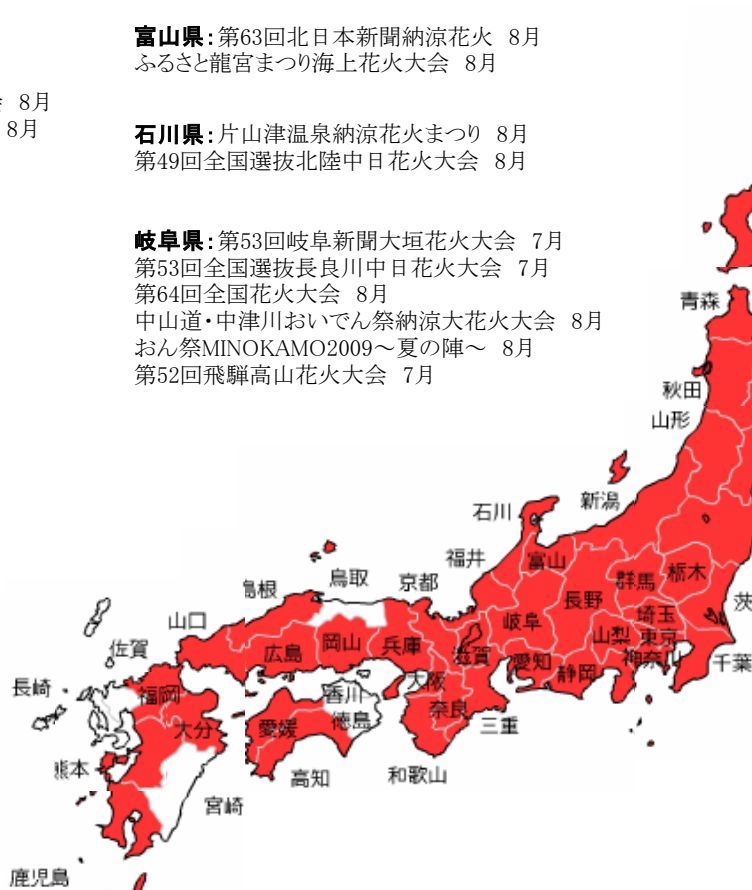 富山県：第63回北日本新聞納涼花火 8月
ふるさと龍宮まつり海上花火大会 8月
会 8月
8月
石川県：片山津温泉納涼花火まつり 8月
第49回全国選抜北陸中日花火大会 8月
岐阜県：第53回岐阜新聞大垣花火大会 7月
第53回全国選抜長良川中日花火大会 7月
第64回全国花火大会 8月
中山道・中津川おいでん祭納涼大花火大会 8月
おん祭MINOKAMO2009～夏の陣～ 8月
第52回飛騨高山花火大会 7月
青森
秋田
山形
新潟
石川
福井
富山
群馬
栃木
長野
茨
鳥取
京都
島根
岐阜
埼玉
山口
山梨
東京
佐賀
広島
岡山
兵庫
滋賀
愛知
静岡
神奈川
千葉
長崎
福岡
香川
大阪
大分
愛媛
徳島
奈良
三重
熊本
高知
和歌山
宮崎
鹿児島